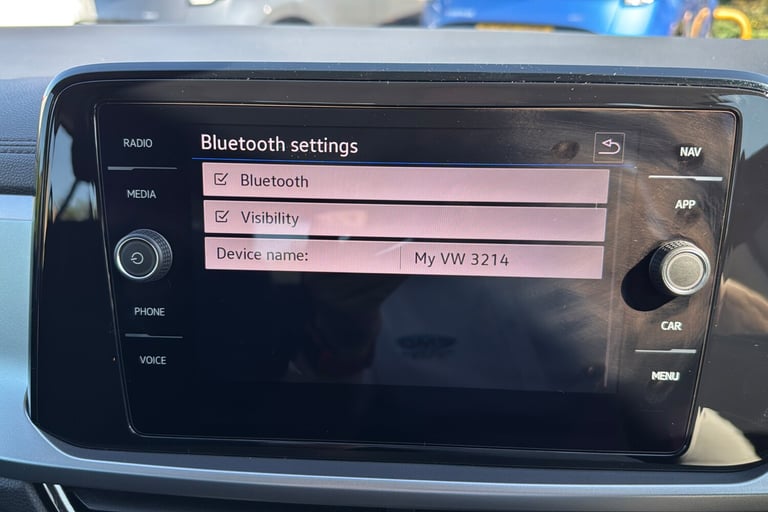 Bluetooth settings
RADIO
MEDIA
PHONE
VOICE
Bluetooth
Visibility
Device name: My VW 3214
NAV
APP
CAR
MENU